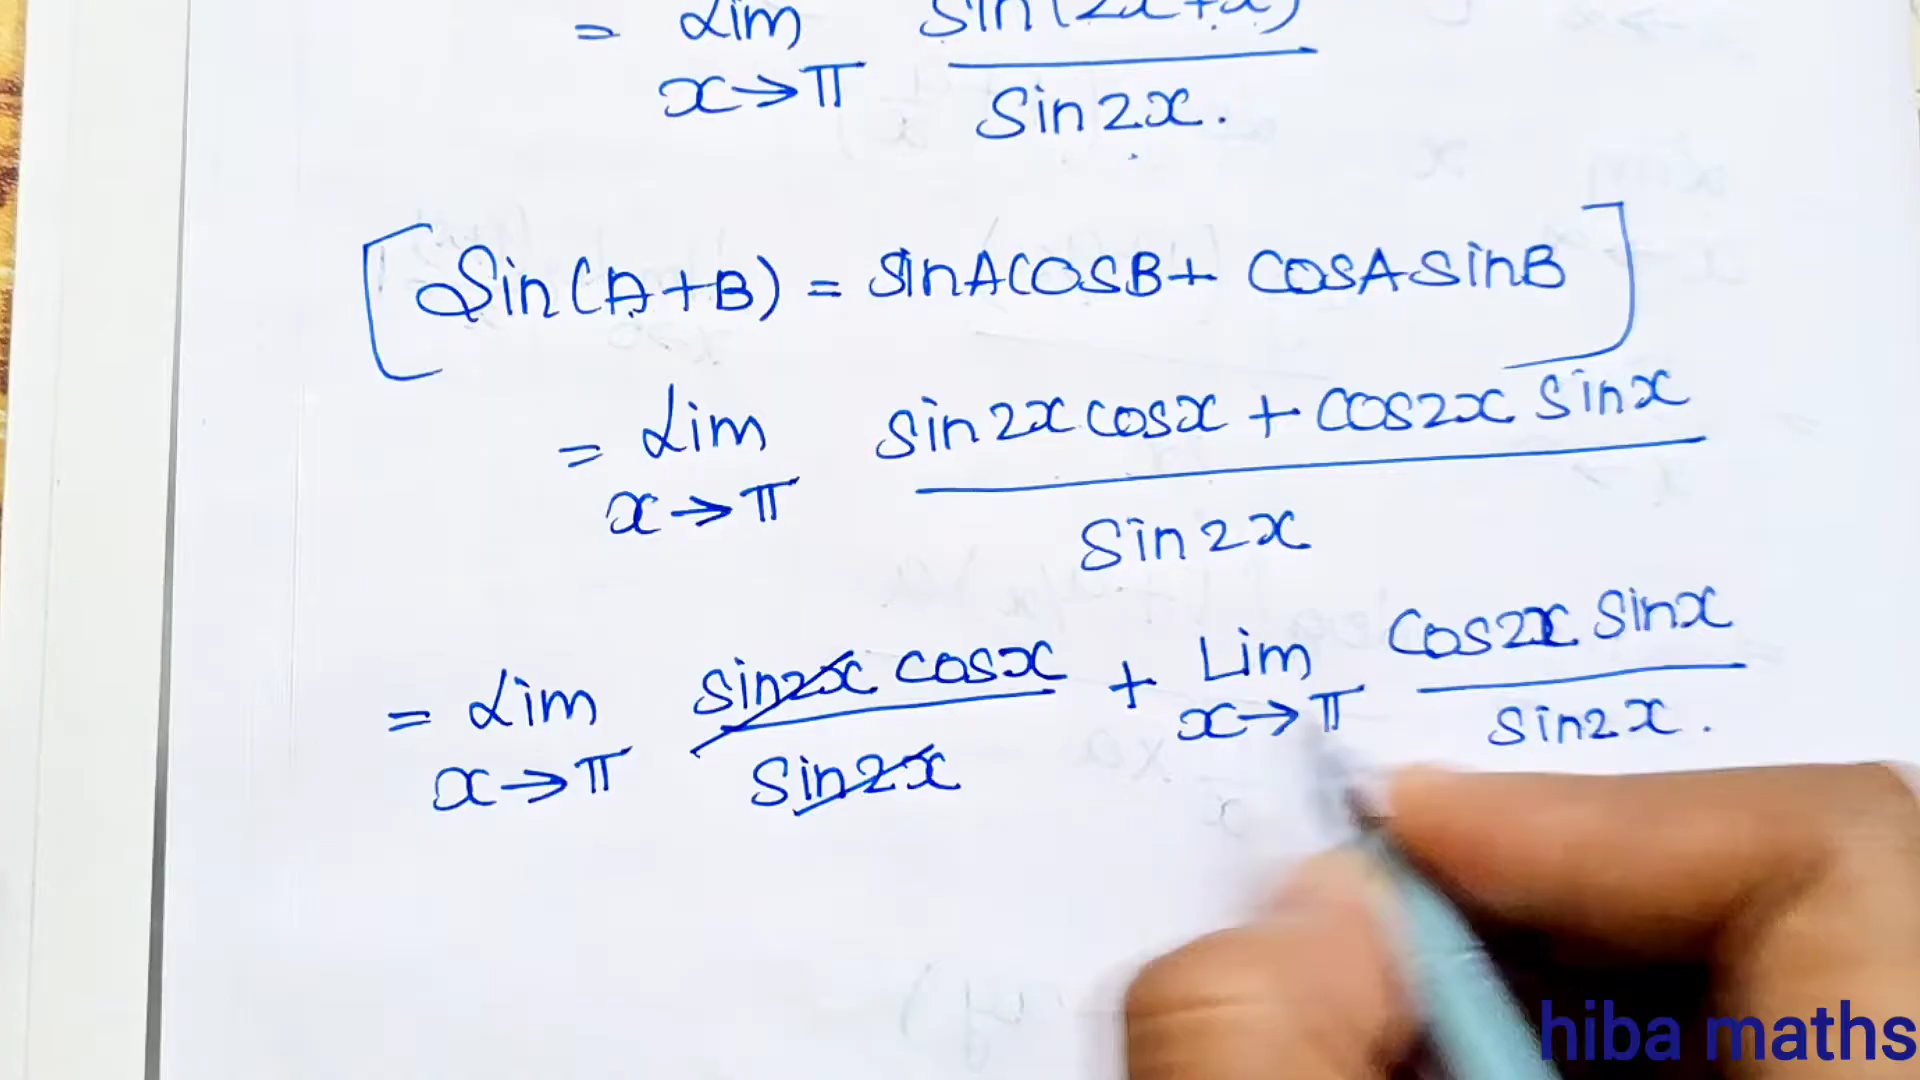 = Lim sin(2x+x)
x→π sin2x.
[Sin(A+B) = sinAcosB+ cosAsinB]
= Lim sin2x cosx + cos2x sinx
x→π sin2x
= Lim sin2x cosx + Lim cos2x sinx
x→π sin2x x→π sin2x.
hiba maths